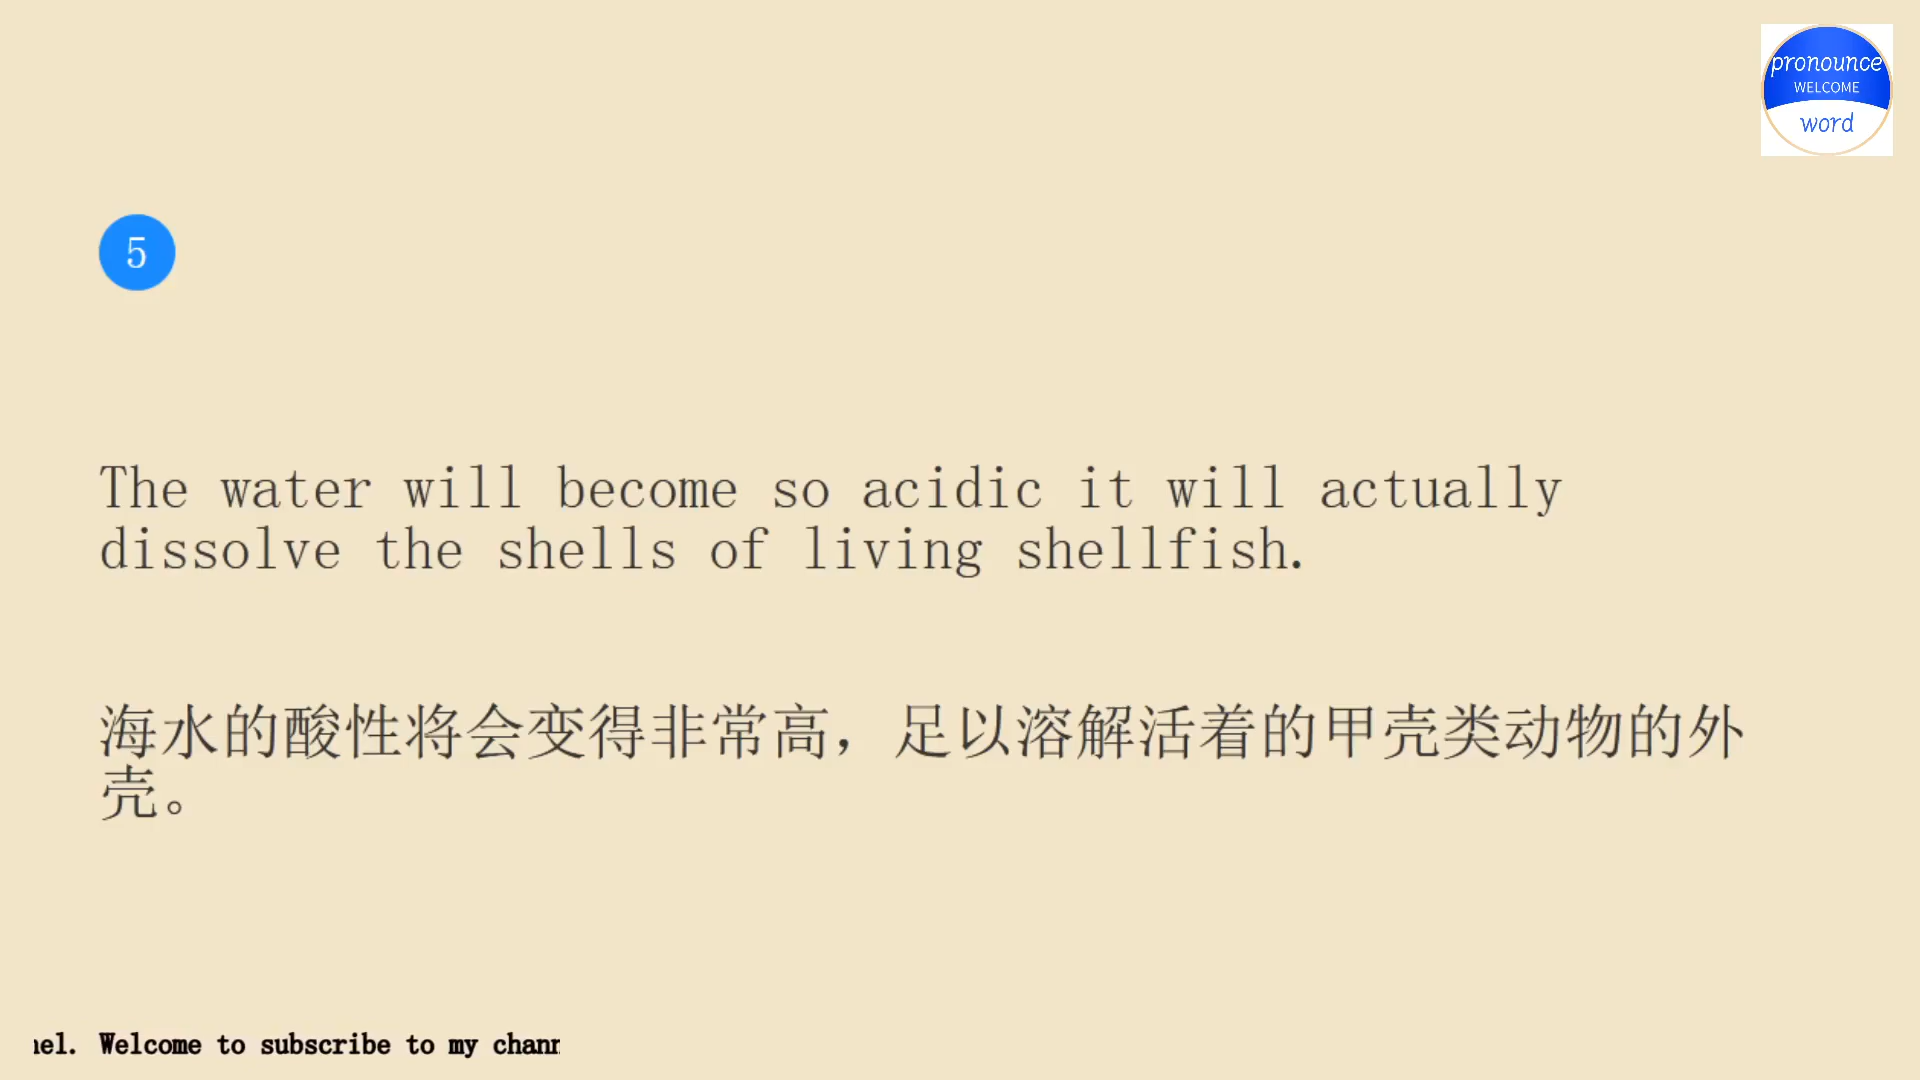 pronounce
WELCOME
word
5
The water will become so acidic it will actually
dissolve the shells of living shellfish.
海水的酸性将会变得非常高，足以溶解活着的甲壳类动物的外
壳。
nel. Welcome to subscribe to my chann